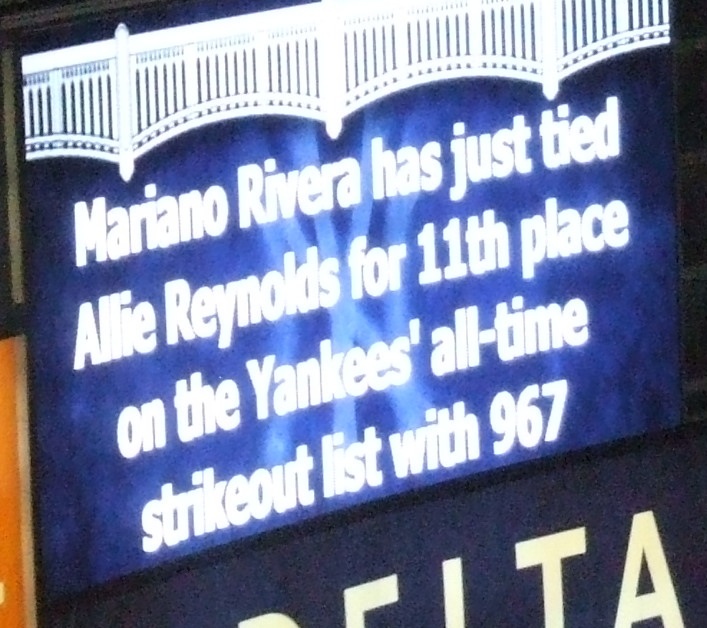 Mariano Rivera has just tied
Allie Reynolds for 11th place
on the Yankees' all-time
strikeout list with 967
DELTA